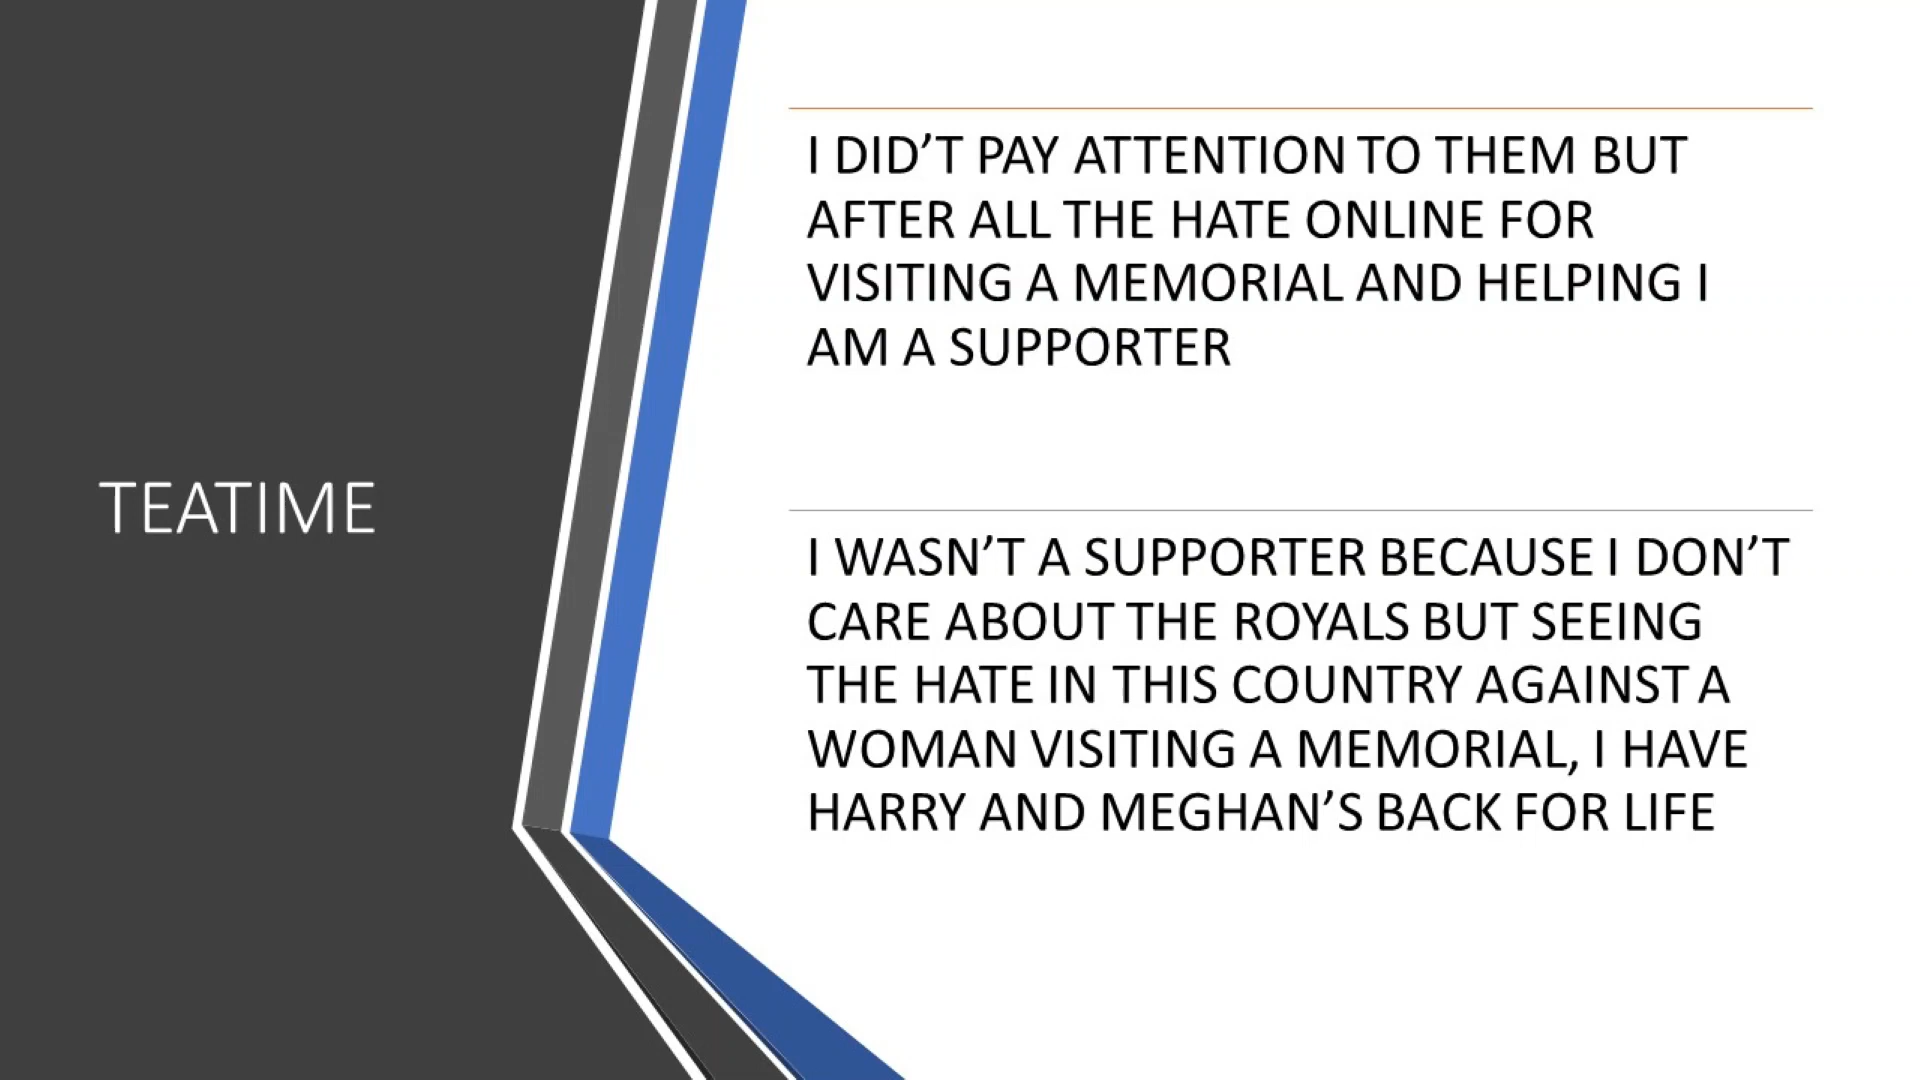 TEATIME
I DID’T PAY ATTENTION TO THEM BUT
AFTER ALL THE HATE ONLINE FOR
VISITING A MEMORIAL AND HELPING I
AM A SUPPORTER
I WASN’T A SUPPORTER BECAUSE I DON’T
CARE ABOUT THE ROYALS BUT SEEING
THE HATE IN THIS COUNTRY AGAINST A
WOMAN VISITING A MEMORIAL, I HAVE
HARRY AND MEGHAN’S BACK FOR LIFE